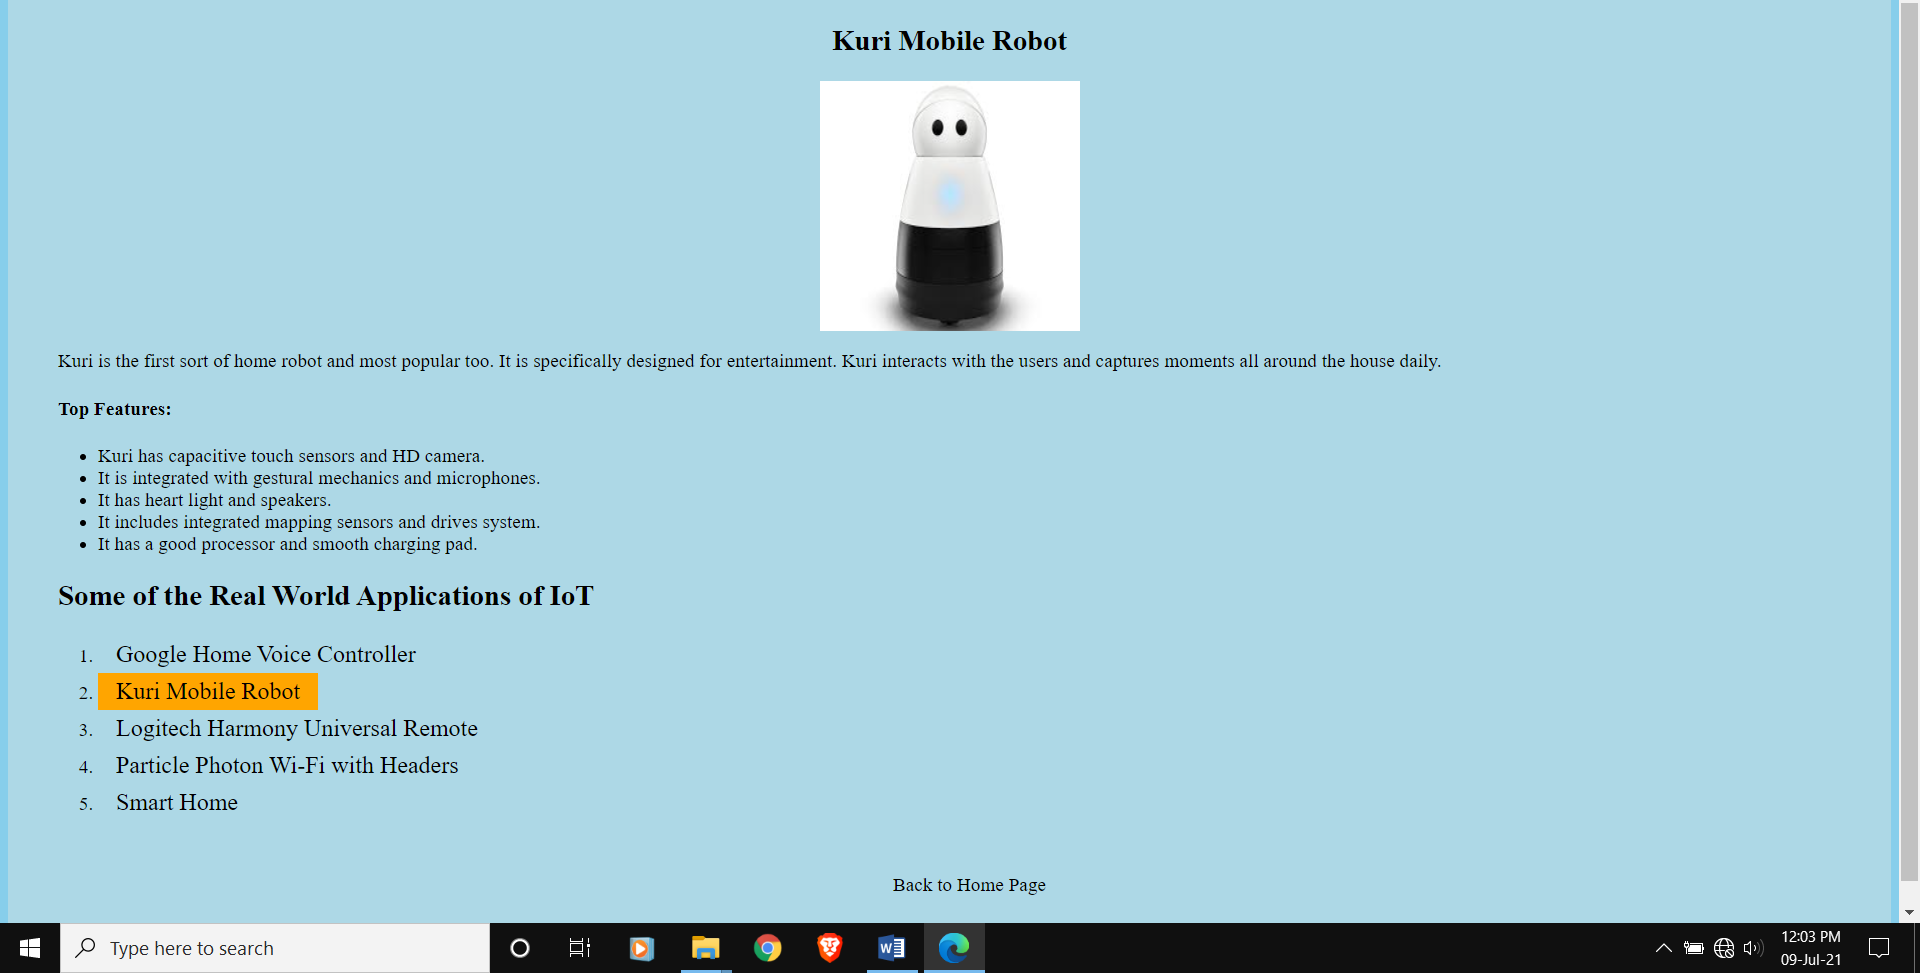 Kuri Mobile Robot
Kuri is the first sort of home robot and most popular too. It is specifically designed for entertainment. Kuri interacts with the users and captures moments all around the house daily.
Top Features:
• Kuri has capacitive touch sensors and HD camera.
• It is integrated with gestural mechanics and microphones.
• It has heart light and speakers.
• It includes integrated mapping sensors and drives system.
• It has a good processor and smooth charging pad.
Some of the Real World Applications of IoT
1. Google Home Voice Controller
2. Kuri Mobile Robot
3. Logitech Harmony Universal Remote
4. Particle Photon Wi-Fi with Headers
5. Smart Home
Back to Home Page
Type here to search
W
12:03 PM
09-Jul-21